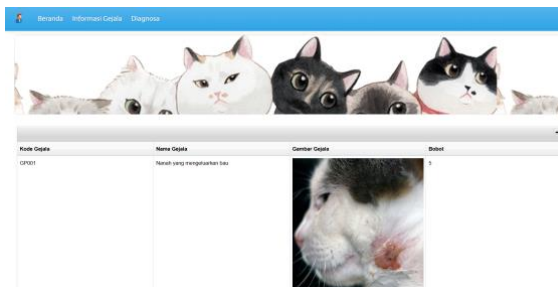 Beranda Informasi Gejala Diagnosa
Kode Gejala Nama Gejala Gambar Gejala Bobot
GP001 Nanah yang mengeluarkan bau 5